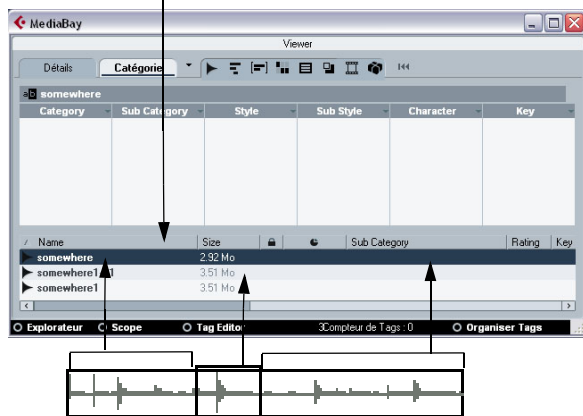 MediaBay
Viewer
Détails Catégorie
somewhere
Category Sub Category Style Sub Style Character Key
Name Size Sub Category Rating Key
somewhere 2.92 Mo
somewhere1 3.51 Mo
somewhere1 3.51 Mo
Explorateur Scope Tag Editor 3Compteur de Tags : 0 Organiser Tags